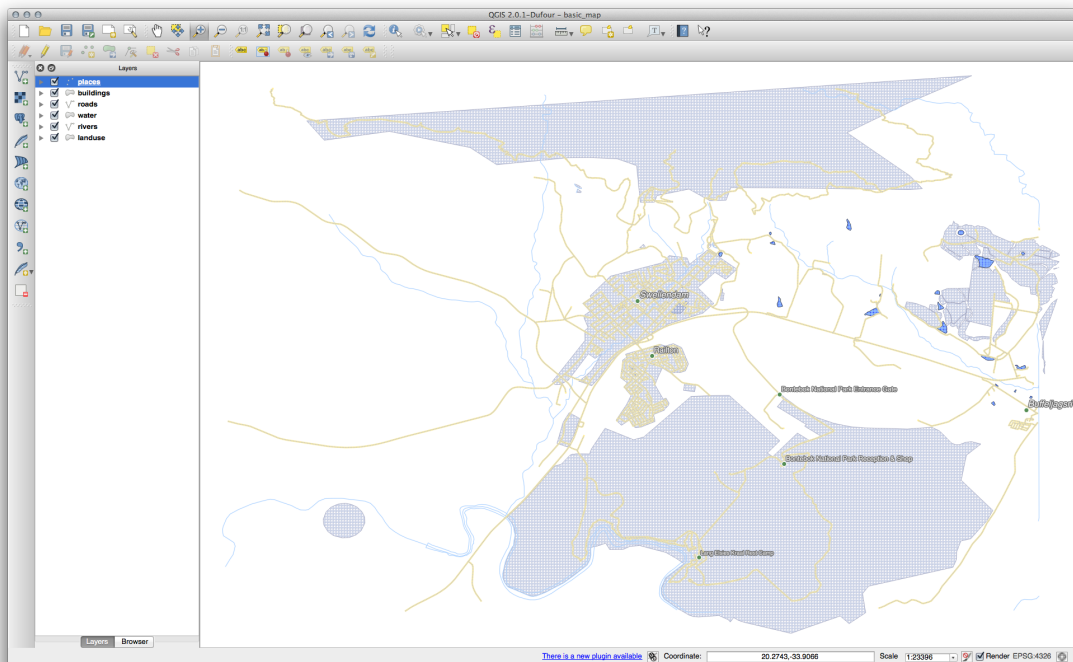 QGIS 2.0.1-Dufour - basic_map
abc
Layers
places
buildings
roads
water
rivers
landuse
Swellendam
Railton
Bontebok National Park Entrance Gate
Bontebok National Park Reception & Shop
Lang Elsies Kraal Rest Camp
Layers
Browser
There is a new plugin available
Coordinate:
20.2743,-33.9066
Scale
1:23396
Render
EPSG:4326